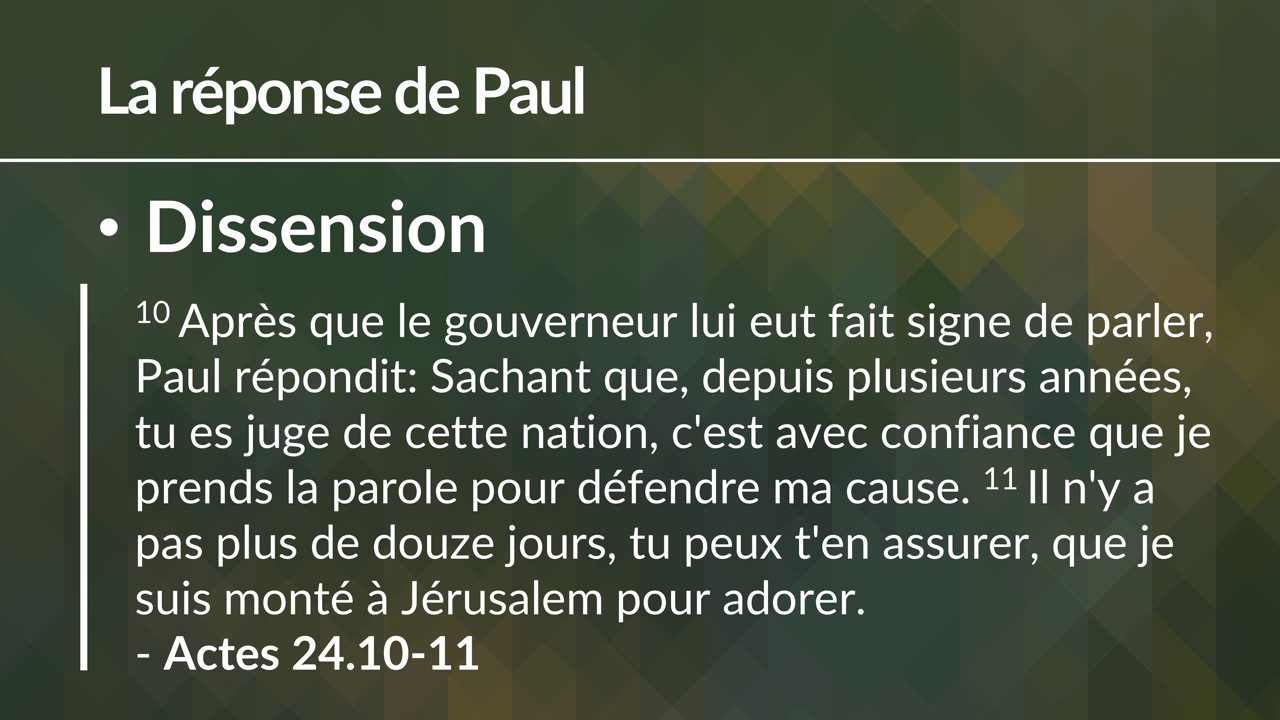 La réponse de Paul
• Dissension
10 Après que le gouverneur lui eut fait signe de parler,
Paul répondit: Sachant que, depuis plusieurs années,
tu es juge de cette nation, c'est avec confiance que je
prends la parole pour défendre ma cause. 11 Il n'y a
pas plus de douze jours, tu peux t'en assurer, que je
suis monté à Jérusalem pour adorer.
- Actes 24.10-11